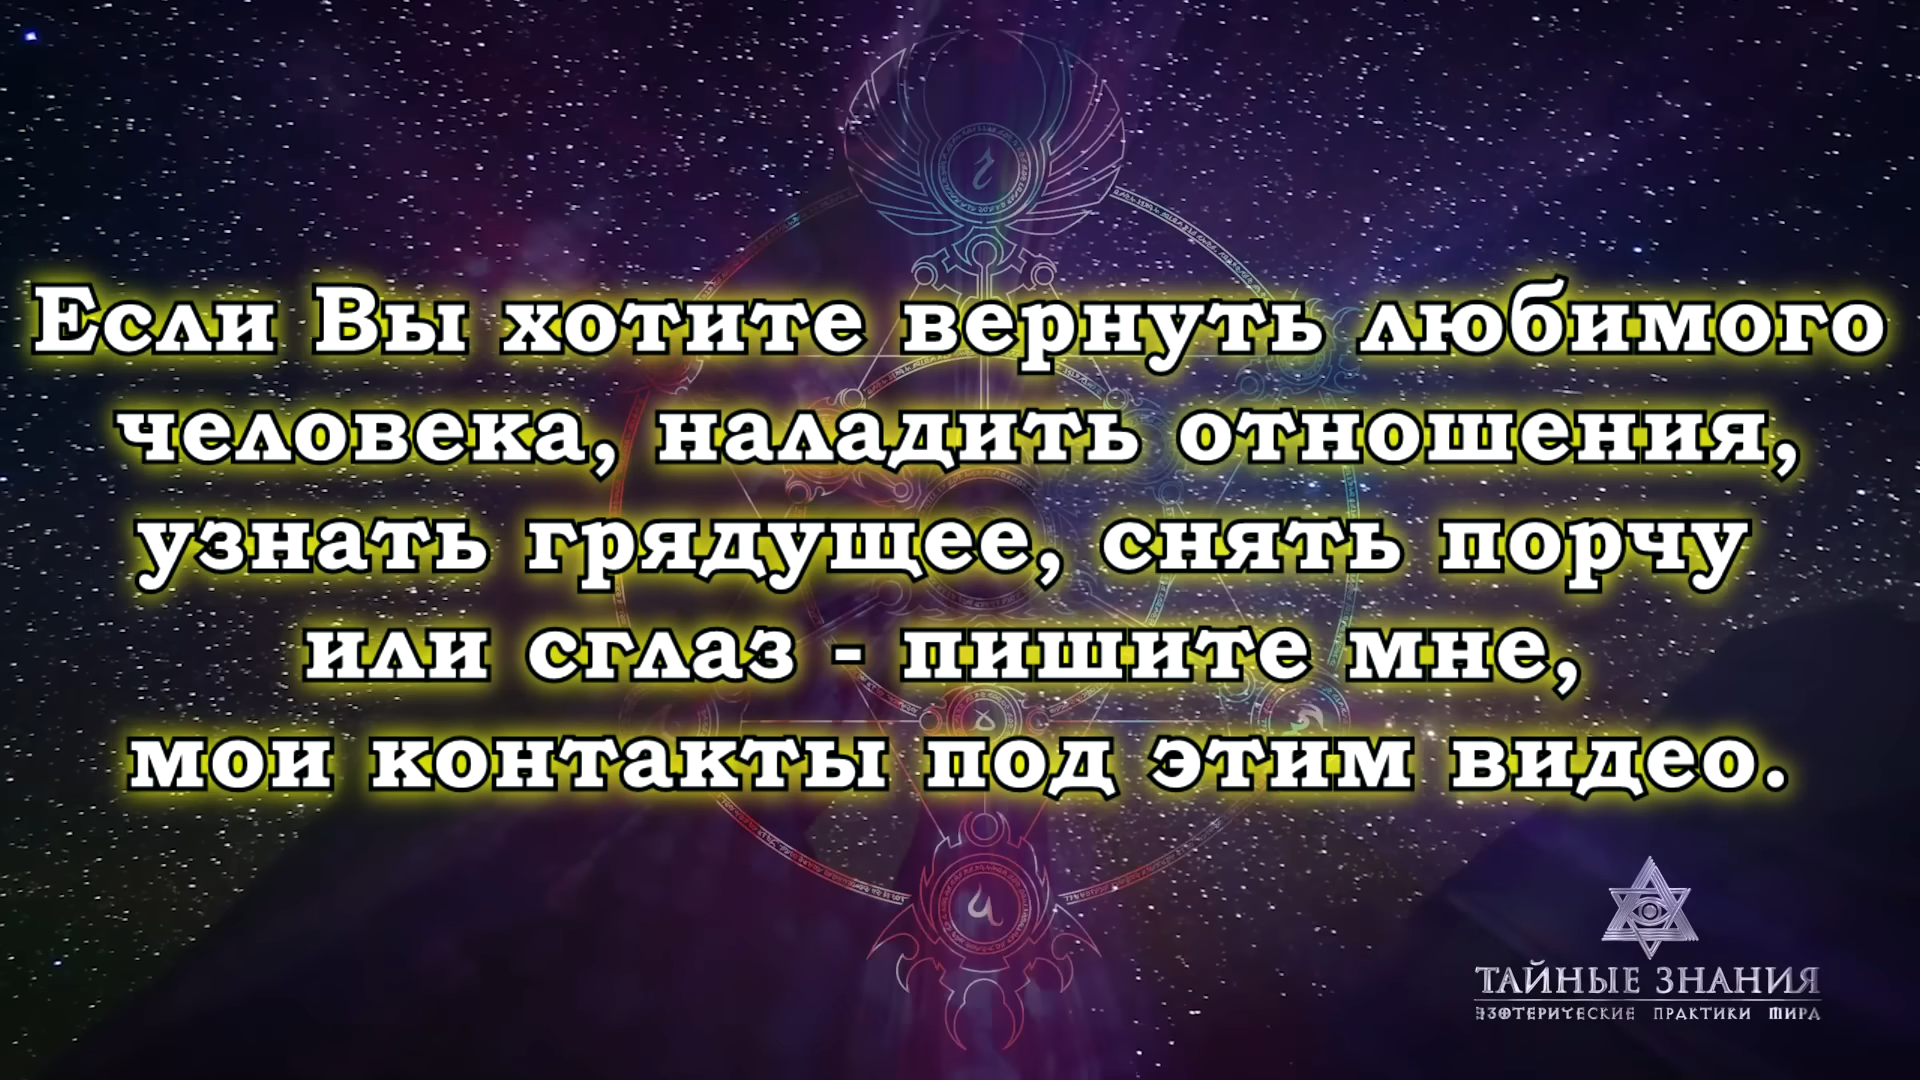 Если Вы хотите вернуть любимого
человека, наладить отношения,
узнать грядущее, снять порчу
или сглаз - пишите мне,
мои контакты под этим видео.
ТАЙНЫЕ ЗНАНИЯ
ЭЗОТЕРИЧЕСКИЕ ПРАКТИКИ МИРА